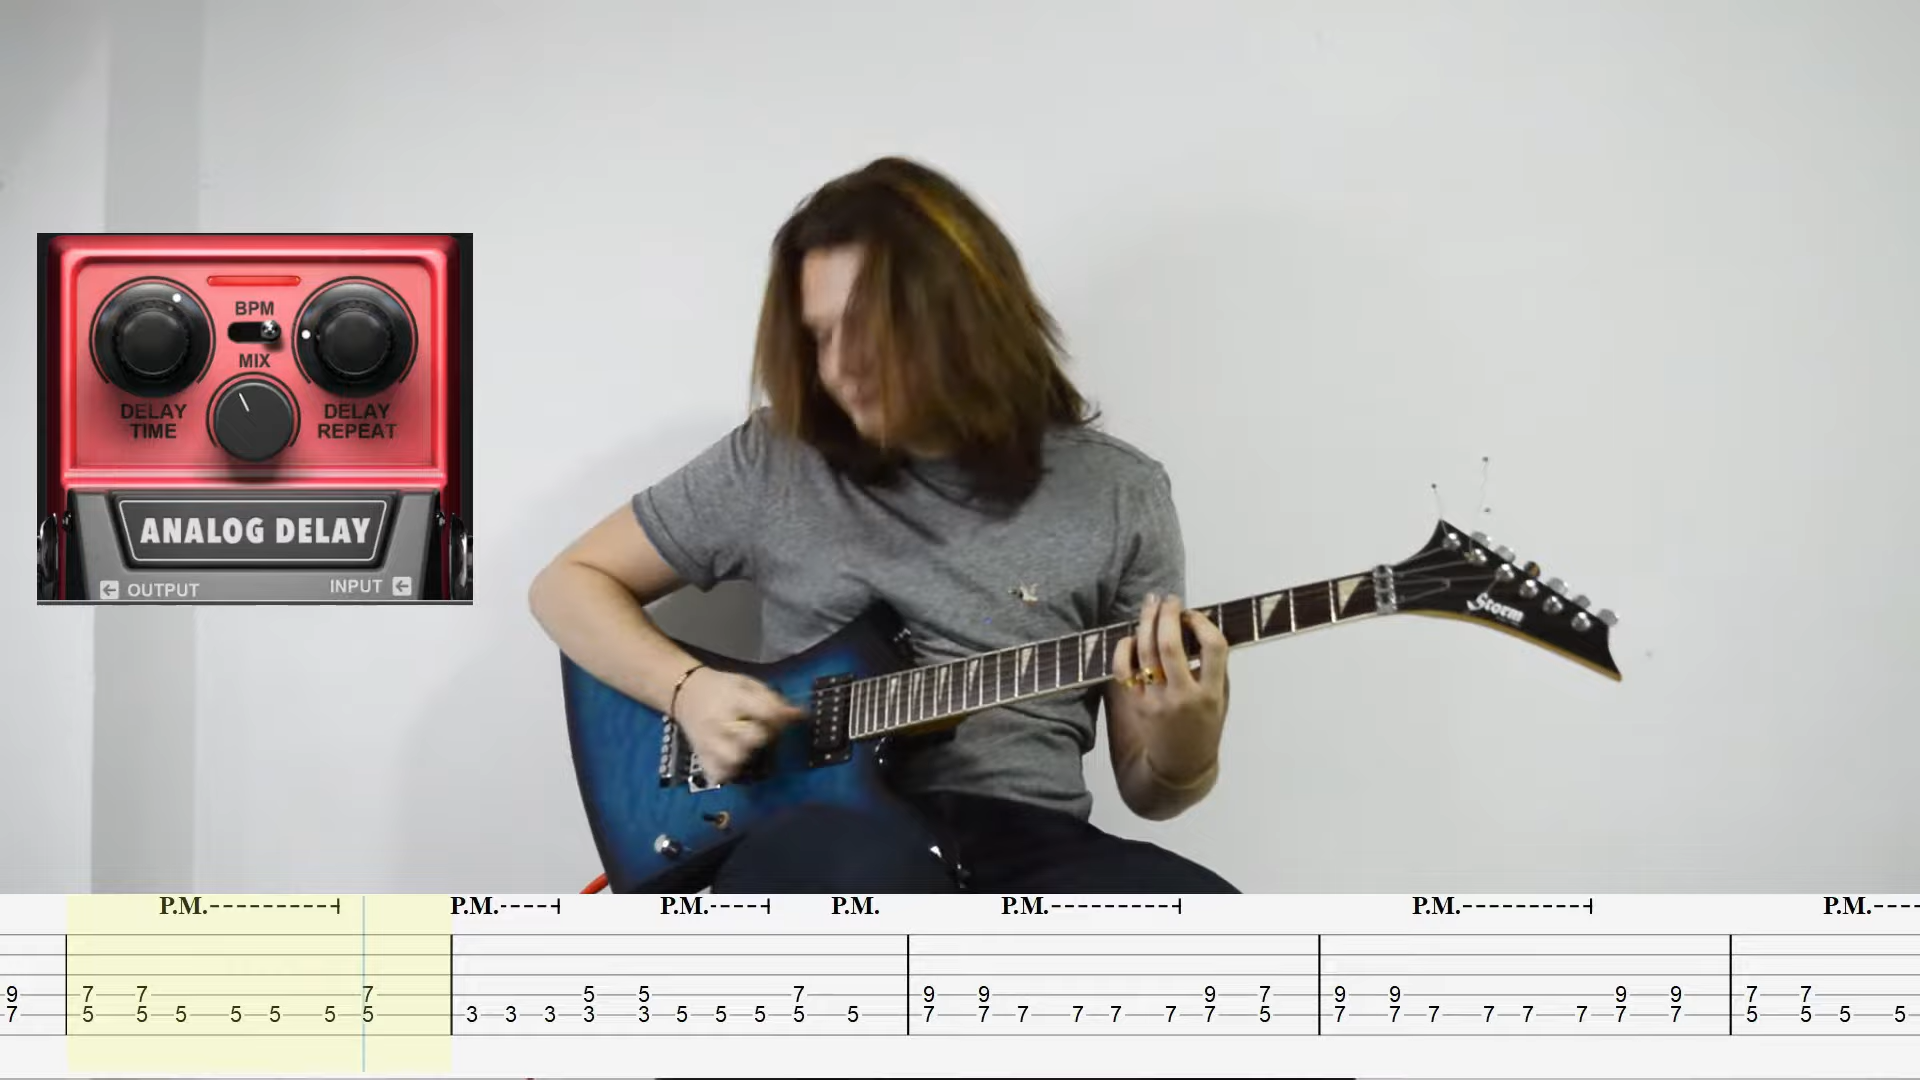 BPM
MIX
DELAY TIME
DELAY REPEAT
ANALOG DELAY
OUTPUT
INPUT
Storm
P.M. P.M. P.M. P.M. P.M. P.M. P.M.
9 7 7 7 5 5 7 9 9 9 7 9 9 9 9 7 7
7 5 5 5 5 5 5 5 3 3 3 3 3 5 5 5 5 5 7 7 7 7 7 7 7 5 7 7 7 7 7 7 7 7 5 5 5 5